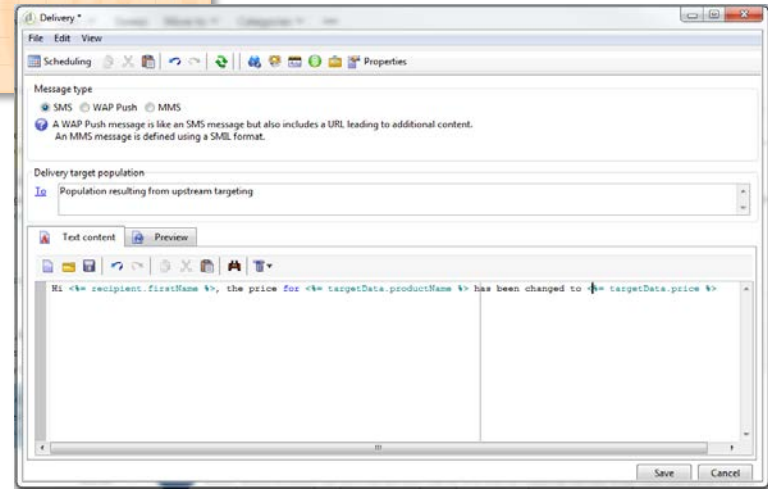 Delivery *
File Edit View
Scheduling Properties
Message type
SMS WAP Push MMS
A WAP Push message is like an SMS message but also includes a URL leading to additional content.
An MMS message is defined using a SMIL format.
Delivery target population
To Population resulting from upstream targeting
Text content Preview
Hi <%= recipient.firstName %>, the price for <%= targetData.productName %> has been changed to <%= targetData.price %>
Save Cancel